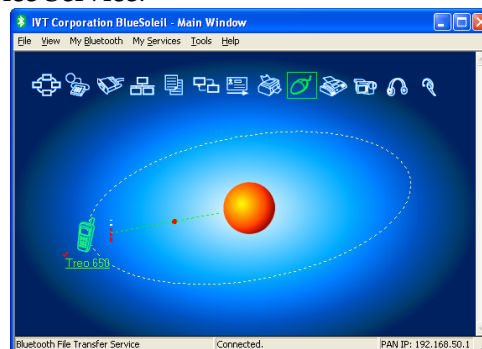 IVT Corporation BlueSoleil - Main Window
File View My Bluetooth My Services Tools Help
Treo 650
Bluetooth File Transfer Service Connected. PAN IP: 192.168.50.1